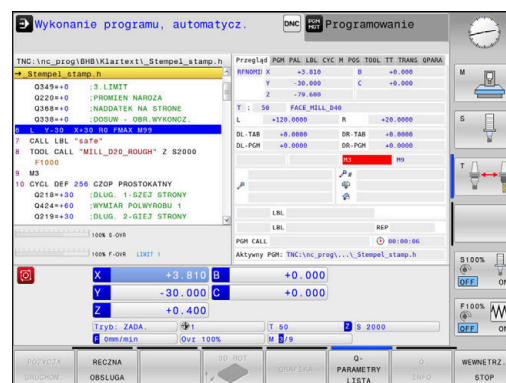 Wykonanie programu, automatycz.
DNC
Programowanie
TNC:\nc_prog\BHB\Klartext\_Stempel_stamp.h
→_Stempel_stamp.h
Q349=+0 ;3.LIMIT
Q220=+0 ;PROMIEN NAROZA
Q368=+0 ;NADDATEK NA STRONE
Q338=+0 ;DOSUW - OBR.WYKONCZ.
6 L Y-30 X+30 R0 FMAX M99
7 CALL LBL "safe"
8 TOOL CALL "MILL_D20_ROUGH" Z S2000
F1000
9 M3
10 CYCL DEF 256 CZOP PROSTOKATNY
Q218=+30 ;DLUG. 1-SZEJ STRONY
Q424=+60 ;WYMIAR POLWYROBU 1
Q219=+30 ;DLUG. 2-GIEJ STRONY
100% S-OVR
100% F-OVR LIMIT 1
Przegląd PGM PAL LBL CYC M POS TOOL TT TRANS QPARA
RFNOMI X +3.810 B +0.000
Y -30.000 C +0.000
Z -79.600
T : 50 FACE_MILL_D40
L +120.0000 R +20.0000
DL-TAB +0.0000 DR-TAB +0.0000
DL-PGM +0.0000 DR-PGM +0.0000
M3 M9
LBL
LBL REP
PGM CALL 00:00:06
Aktywny PGM: TNC:\nc_prog\...\_Stempel_stamp.h
X +3.810 B +0.000
Y -30.000 C +0.000
Z +0.400
Tryb: ZADA. 1 T 50 Z S 2000
F 0mm/min Ovr 100% M 3/9
M
S
T
S100%
OFF ON
F100%
OFF ON
POZYCJA
URUCHOM.
RECZNA
OBSLUGA
3D ROT
GRAFIKA
Q-
PARAMETRY
LISTA
Q
INFO
WEWNETRZ.
STOP